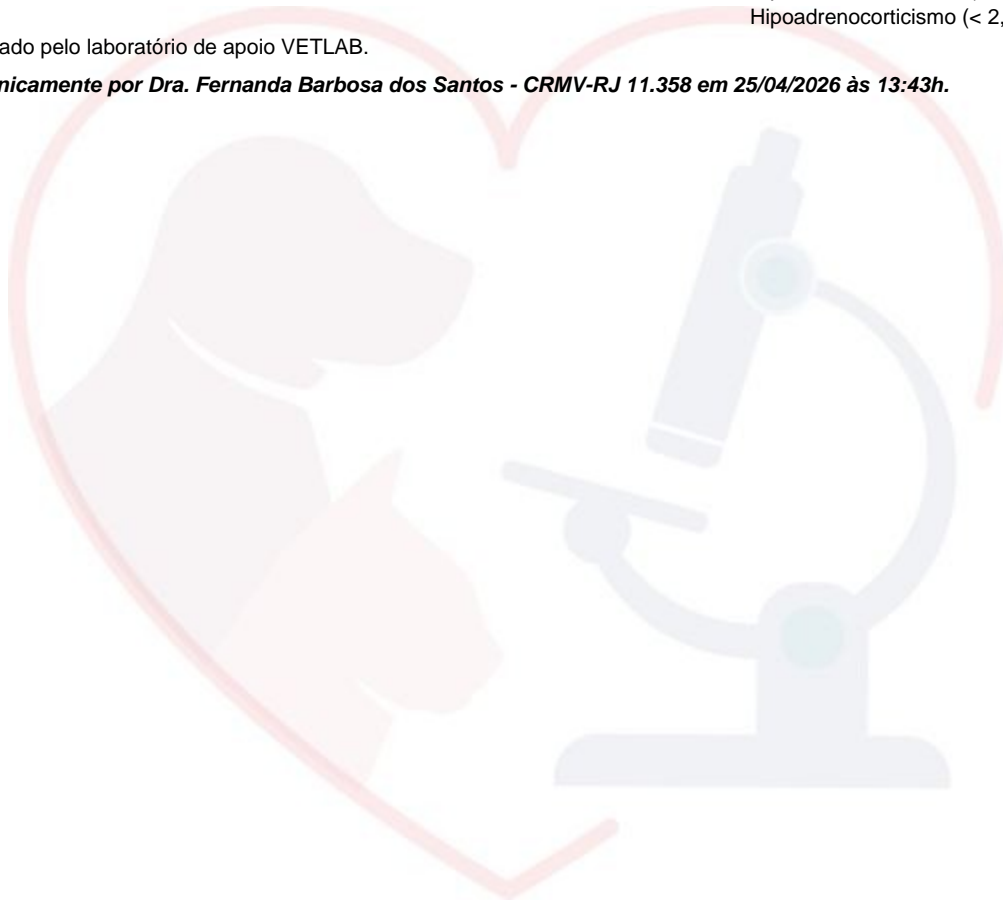 Hipoadrenocorticismo (< 2,
ado pelo laboratório de apoio VETLAB.
nicamente por Dra. Fernanda Barbosa dos Santos - CRMV-RJ 11.358 em 25/04/2026 às 13:43h.